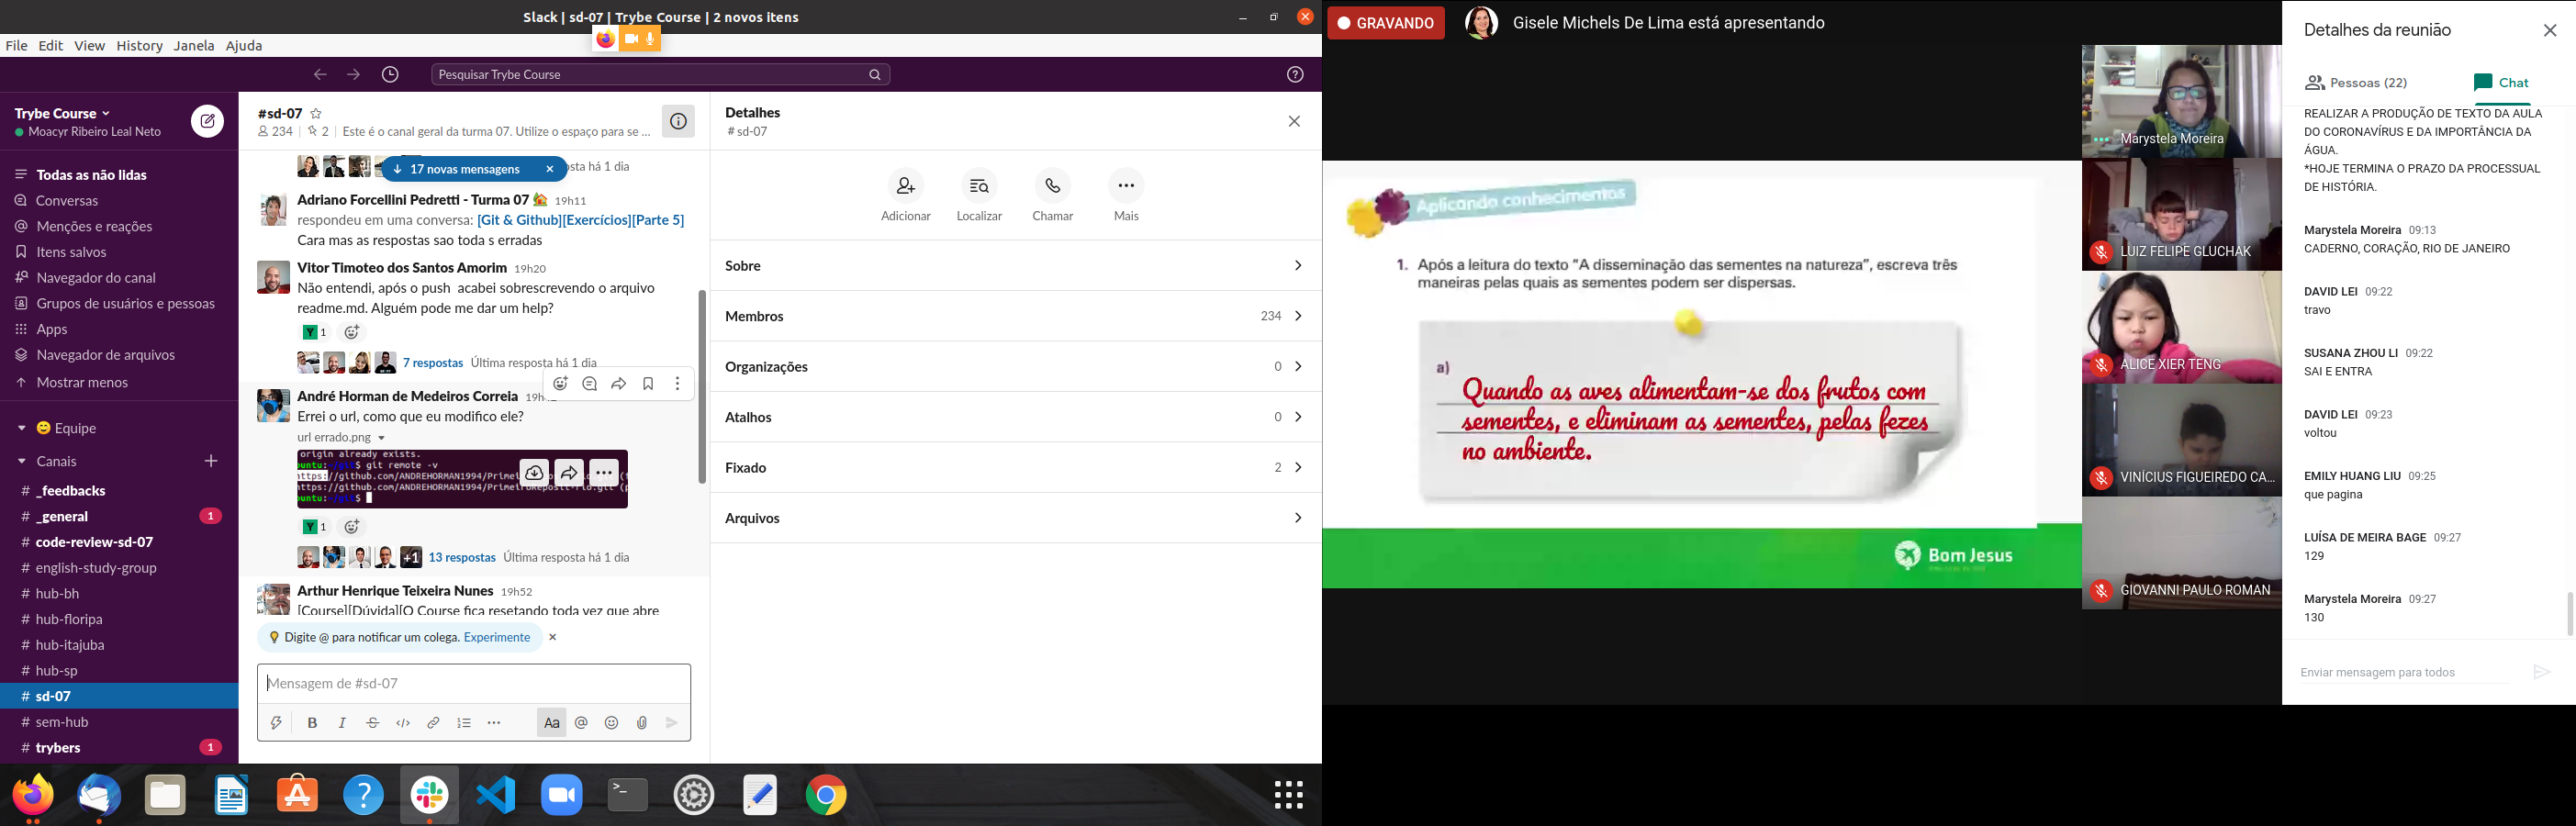 Slack | sd-07 | Trybe Course | 2 novos itens
File Edit View History Janela Ajuda
Pesquisar Trybe Course
Trybe Course
Moacyr Ribeiro Leal Neto
Todas as não lidas
Conversas
Menções e reações
Itens salvos
Navegador do canal
Grupos de usuários e pessoas
Apps
Navegador de arquivos
Mostrar menos
Equipe
Canais
# _feedbacks
# _general 1
# code-review-sd-07
# english-study-group
# hub-bh
# hub-floripa
# hub-itajuba
# hub-sp
# sd-07
# sem-hub
# trybers 1
#sd-07
234 | 2 | Este é o canal geral da turma 07. Utilize o espaço para se ...
17 novas mensagens
osta há 1 dia
Adriano Forcellini Pedretti - Turma 07 19h11
respondeu em uma conversa: [Git & Github][Exercícios][Parte 5]
Cara mas as respostas sao toda s erradas
Vitor Timoteo dos Santos Amorim 19h20
Não entendi, após o push acabei sobrescrevendo o arquivo
readme.md. Alguém pode me dar um help?
1
7 respostas Última resposta há 1 dia
André Horman de Medeiros Correia
Errei o url, como que eu modifico ele?
url errado.png
origin already exists.
$ git remote -v
https://github.com/ANDREHORMAN1994/Primei
https://github.com/ANDREHORMAN1994/Primei
1
+1 13 respostas Última resposta há 1 dia
Arthur Henrique Teixeira Nunes 19h52
[Course][Dúvida][O Course fica resetando toda vez que abre
Digite @ para notificar um colega. Experimente
Mensagem de #sd-07
B I S Aa @
Detalhes
# sd-07
Adicionar Localizar Chamar Mais
Sobre
Membros 234
Organizações 0
Atalhos 0
Fixado 2
Arquivos
GRAVANDO
Gisele Michels De Lima está apresentando
Aplicando conhecimentos
1. Após a leitura do texto "A disseminação das sementes na natureza", escreva três
maneiras pelas quais as sementes podem ser dispersas.
a)
Quando as aves alimentam-se dos frutos com
sementes, e eliminam as sementes, pelas fezes
no ambiente.
Bom Jesus
Marystela Moreira
LUIZ FELIPE GLUCHAK
ALICE XIER TENG
VINÍCIUS FIGUEIREDO CA...
GIOVANNI PAULO ROMAN
Detalhes da reunião
Pessoas (22) Chat
REALIZAR A PRODUÇÃO DE TEXTO DA AULA
DO CORONAVÍRUS E DA IMPORTÂNCIA DA
ÁGUA.
*HOJE TERMINA O PRAZO DA PROCESSUAL
DE HISTÓRIA.
Marystela Moreira 09:13
CADERNO, CORAÇÃO, RIO DE JANEIRO
DAVID LEI 09:22
travo
SUSANA ZHOU LI 09:22
SAI E ENTRA
DAVID LEI 09:23
voltou
EMILY HUANG LIU 09:25
que pagina
LUÍSA DE MEIRA BAGE 09:27
129
Marystela Moreira 09:27
130
Enviar mensagem para todos